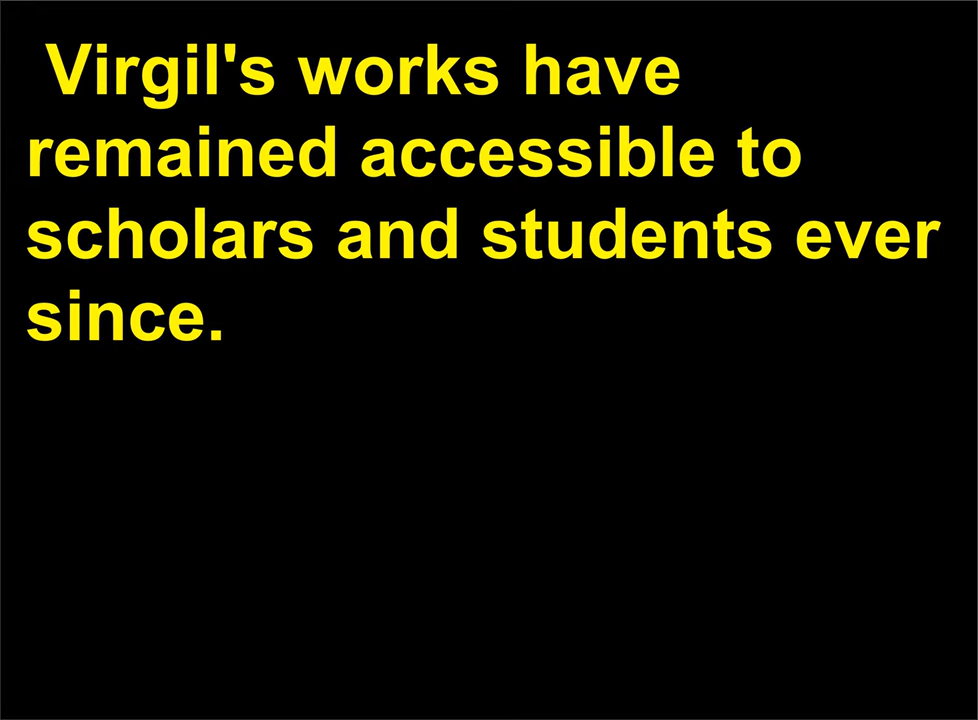 Virgil's works have
remained accessible to
scholars and students ever
since.